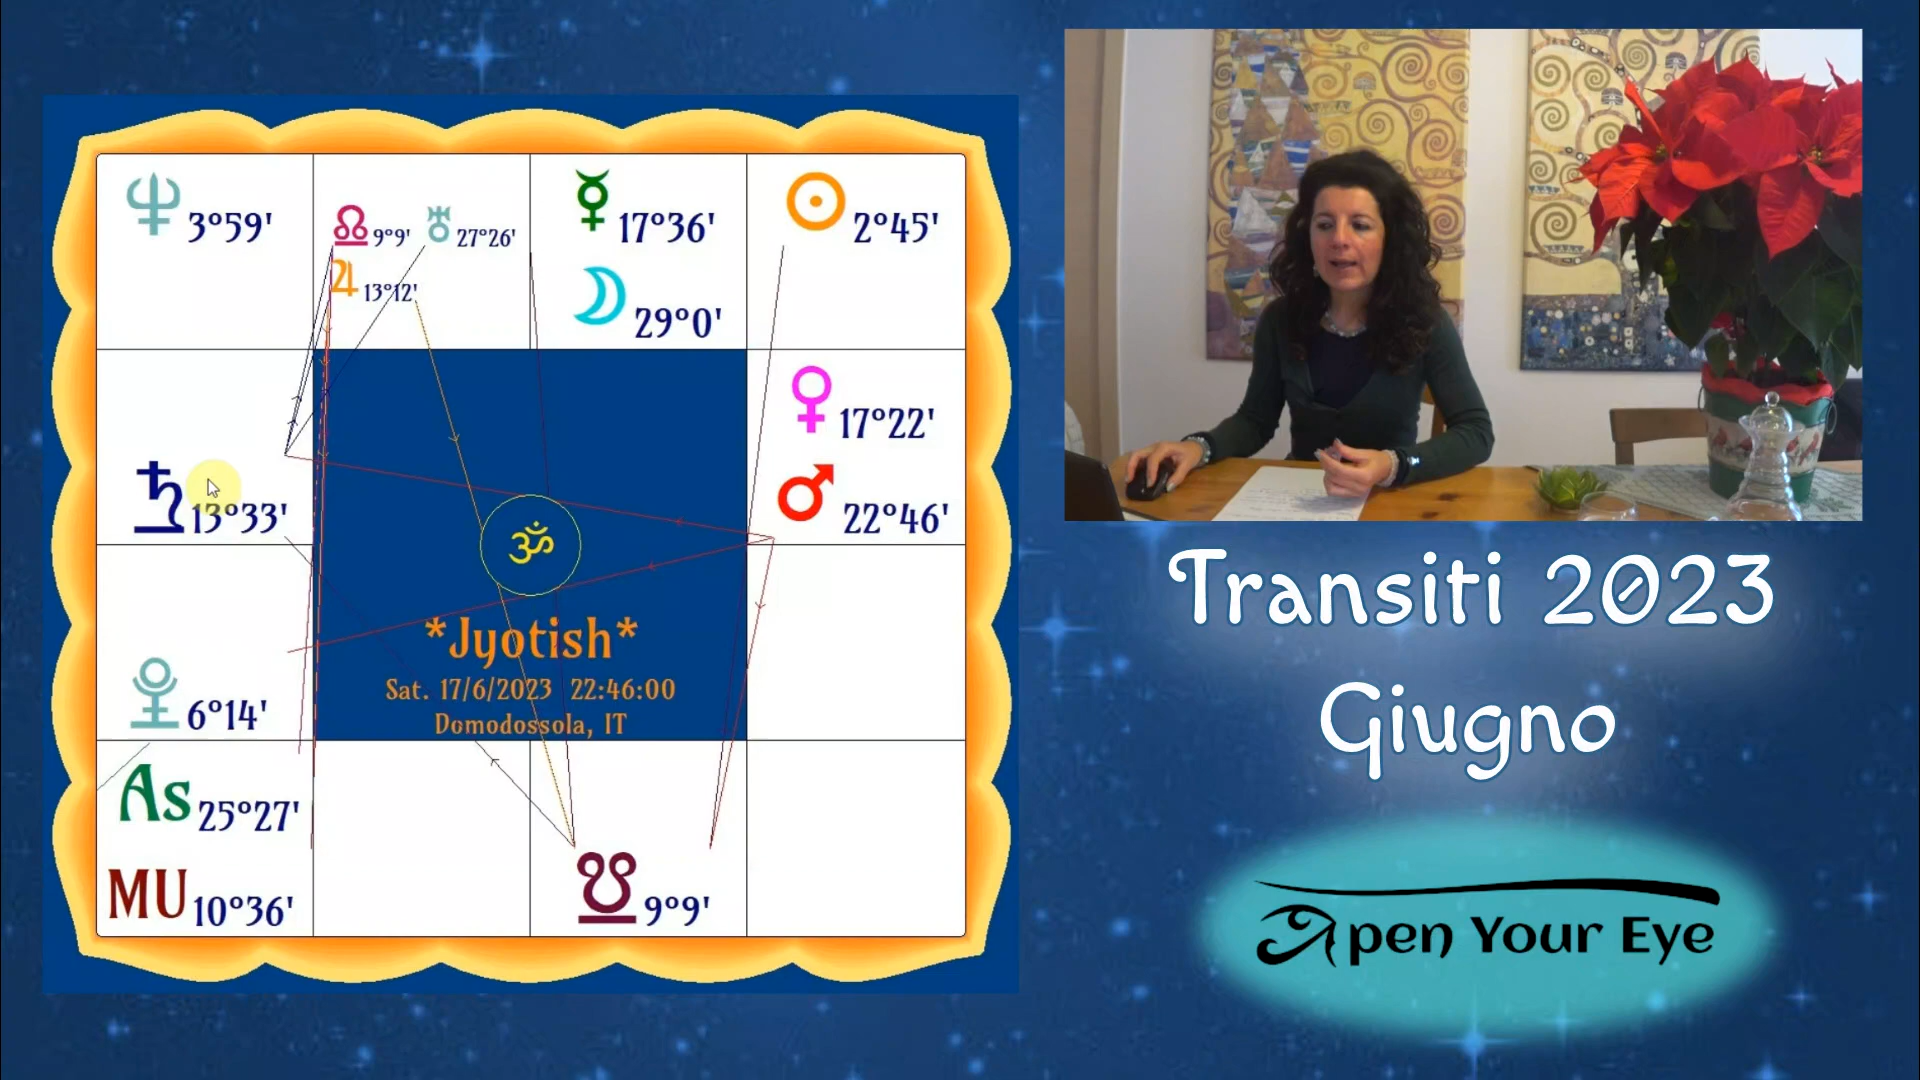 3°59'
9°9'
27°26'
13°12'
17°36'
29°0'
2°45'
13°33'
17°22'
22°46'
ॐ
*Jyotish*
Sat. 17/6/2023 22:46:00
Domodossola, IT
6°14'
As 25°27'
MU 10°36'
9°9'
Transiti 2023
Giugno
Open Your Eye